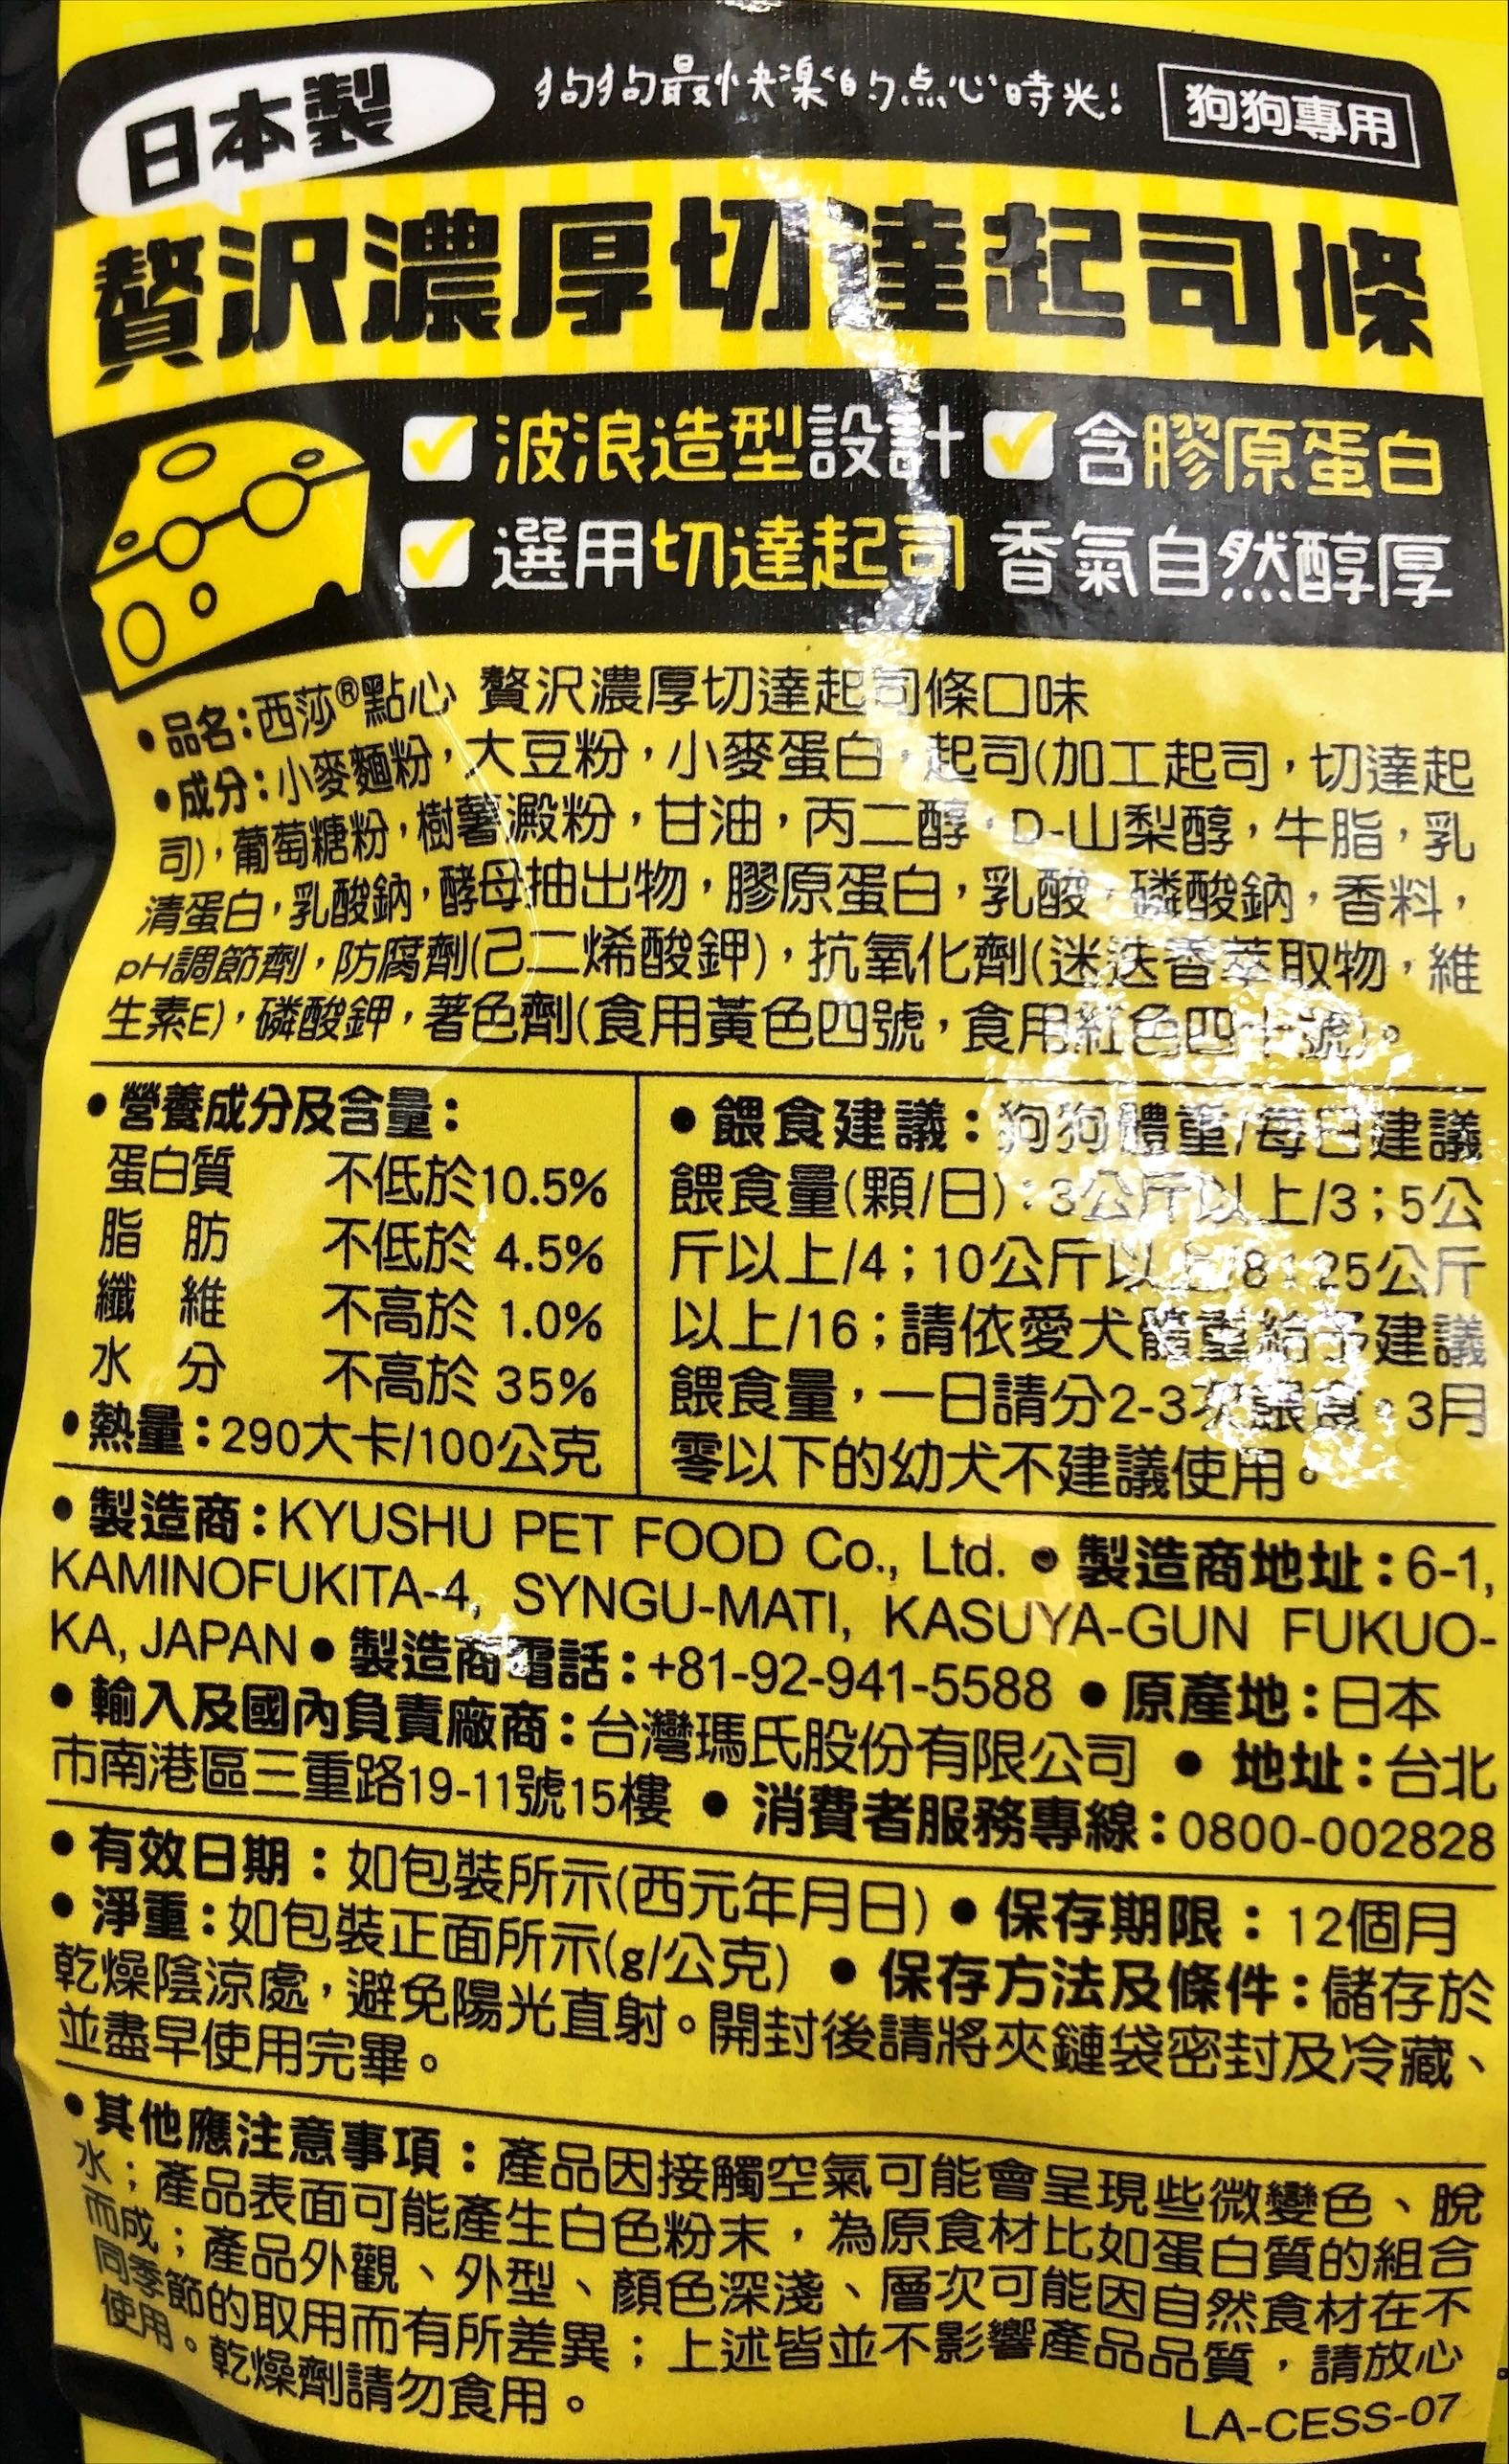 日本製
狗狗最快楽的点心時光!
狗狗專用
贅沢濃厚切達起司條
波浪造型設計 含膠原蛋白
選用切達起司 香氣自然醇厚
•品名:西莎®點心 贅沢濃厚切達起司條口味
•成分:小麥麵粉,大豆粉,小麥蛋白,起司(加工起司,切達起
司),葡萄糖粉,樹薯澱粉,甘油,丙二醇,D-山梨醇,牛脂,乳
清蛋白,乳酸鈉,酵母抽出物,膠原蛋白,乳酸,磷酸鈉,香料,
pH調節劑,防腐劑(己二烯酸鉀),抗氧化劑(迷迭香萃取物,維
生素E),磷酸鉀,著色劑(食用黃色四號,食用紅色四十號)。
•營養成分及含量:
蛋白質 不低於10.5%
脂 肪 不低於 4.5%
纖 維 不高於 1.0%
水 分 不高於 35%
•熱量:290大卡/100公克
•餵食建議:狗狗體重/每日建議
餵食量(顆/日):3公斤以上/3;5公
斤以上/4;10公斤以上/8;25公斤
以上/16;請依愛犬體重給予建議
餵食量,一日請分2-3次餵食。3月
零以下的幼犬不建議使用。
•製造商:KYUSHU PET FOOD Co., Ltd. •製造商地址:6-1,
KAMINOFUKITA-4, SYNGU-MATI, KASUYA-GUN FUKUO-
KA, JAPAN •製造商電話:+81-92-941-5588 •原產地:日本
•輸入及國內負責廠商:台灣瑪氏股份有限公司 •地址:台北
市南港區三重路19-11號15樓 •消費者服務專線:0800-002828
•有效日期:如包裝所示(西元年月日) •保存期限:12個月
•淨重:如包裝正面所示(g/公克) •保存方法及條件:儲存於
乾燥陰涼處,避免陽光直射。開封後請將夾鏈袋密封及冷藏、
並盡早使用完畢。
•其他應注意事項:產品因接觸空氣可能會呈現些微變色、脫
水;產品表面可能產生白色粉末,為原食材比如蛋白質的組合
而成;產品外觀、外型、顏色深淺、層次可能因自然食材在不
同季節的取用而有所差異;上述皆並不影響產品品質,請放心
使用。乾燥劑請勿食用。
LA-CESS-07